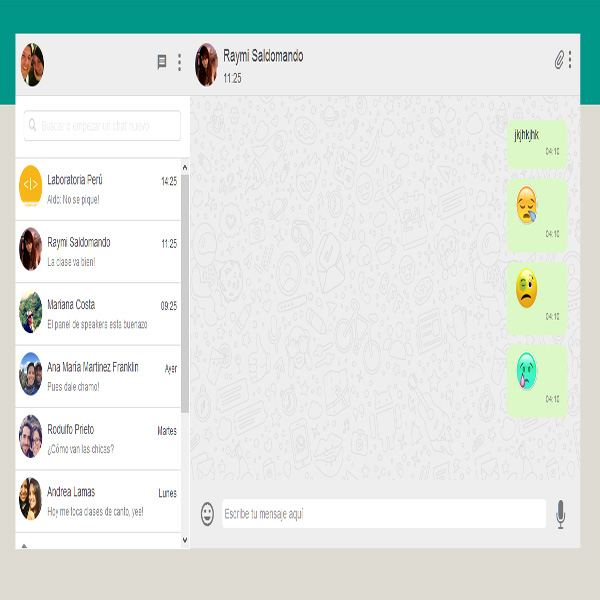 Raymi Saldomando
11:25
Buscar o empezar un chat nuevo
Laboratoria Perú 14:25
Aldo: No se pique!
Raymi Saldomando 11:25
La clase va bien!
Mariana Costa 09:25
El panel de speakers esta buenazo
Ana María Martinez Franklin Ayer
Pues dale chamo!
Rodulfo Prieto Martes
¿Cómo van las chicas?
Andrea Lamas Lunes
Hoy me toca clases de canto, yee!
jkjhkjhk
04:10
04:10
04:10
04:10
Escribe tu mensaje aquí